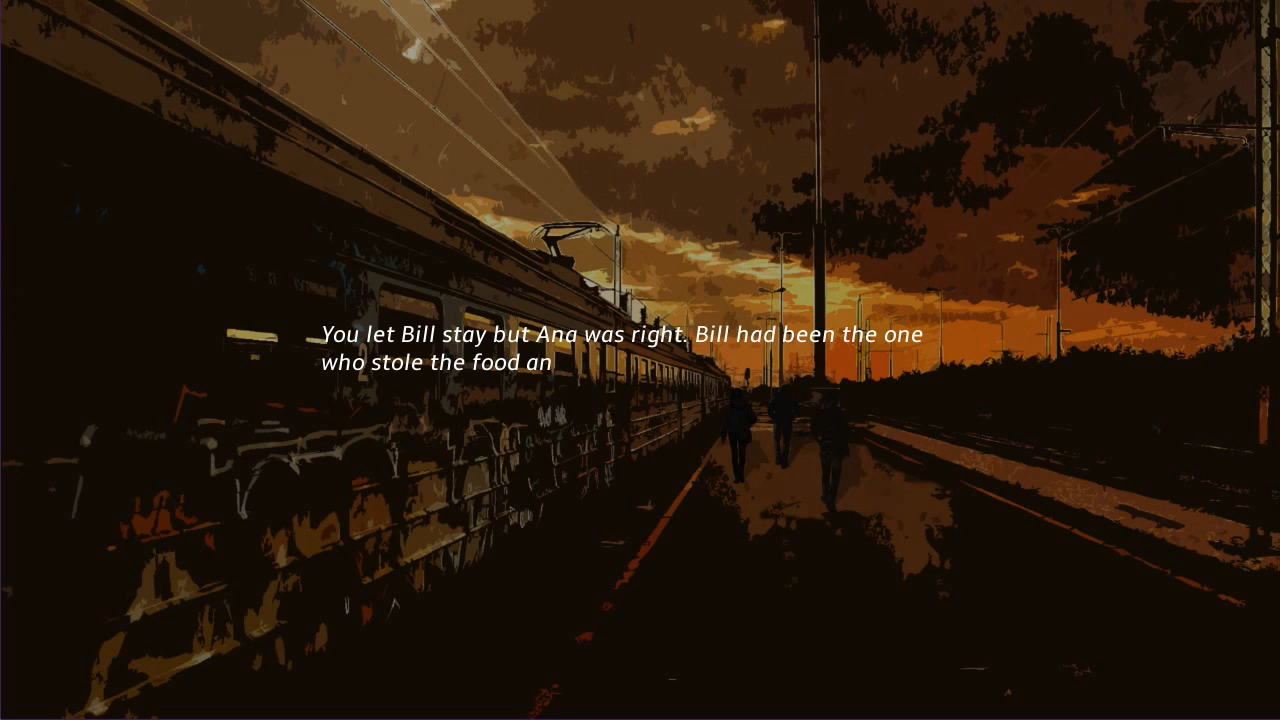 You let Bill stay but Ana was right. Bill had been the one
who stole the food an